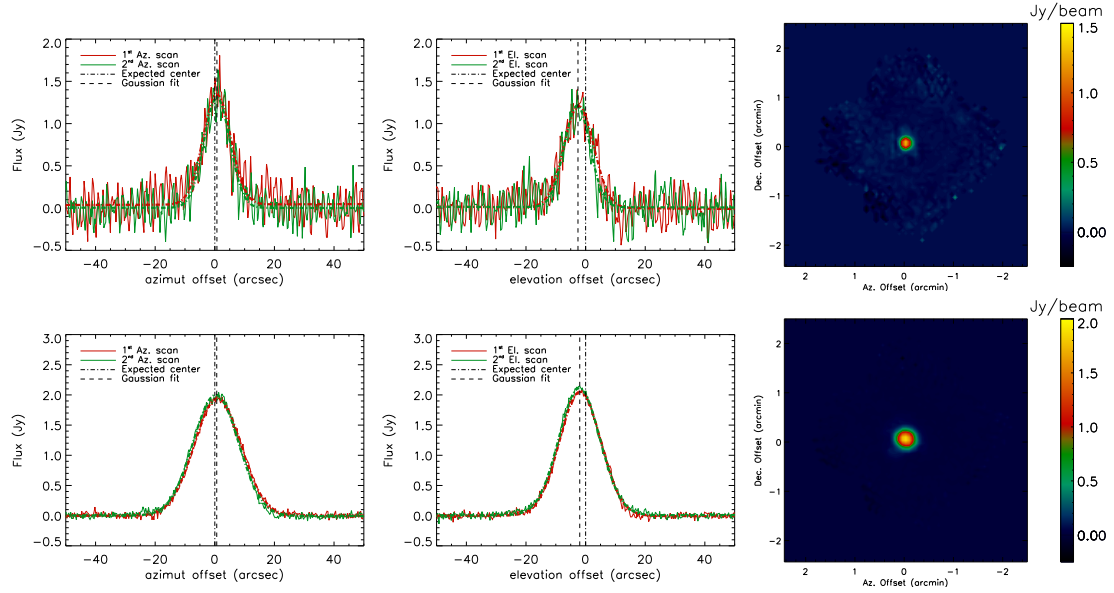 Jy/beam
2.0
1.5
1.0
0.5
0.0
−0.5
Flux (Jy)
1st Az. scan
2nd Az. scan
Expected center
Gaussian fit
−40 −20 0 20 40
azimut offset (arcsec)
2.0
1.5
1.0
0.5
0.0
−0.5
Flux (Jy)
1st El. scan
2nd El. scan
Expected center
Gaussian fit
−40 −20 0 20 40
elevation offset (arcsec)
2
1
0
−1
−2
Dec. Offset (arcmin)
2 1 0 −1 −2
Az. Offset (arcmin)
1.5
1.0
0.5
0.00
Jy/beam
3.0
2.5
2.0
1.5
1.0
0.5
0.0
−0.5
Flux (Jy)
1st Az. scan
2nd Az. scan
Expected center
Gaussian fit
−40 −20 0 20 40
azimut offset (arcsec)
3.0
2.5
2.0
1.5
1.0
0.5
0.0
−0.5
Flux (Jy)
1st El. scan
2nd El. scan
Expected center
Gaussian fit
−40 −20 0 20 40
elevation offset (arcsec)
2
1
0
−1
−2
Dec. Offset (arcmin)
2 1 0 −1 −2
Az. Offset (arcmin)
2.0
1.5
1.0
0.5
0.00